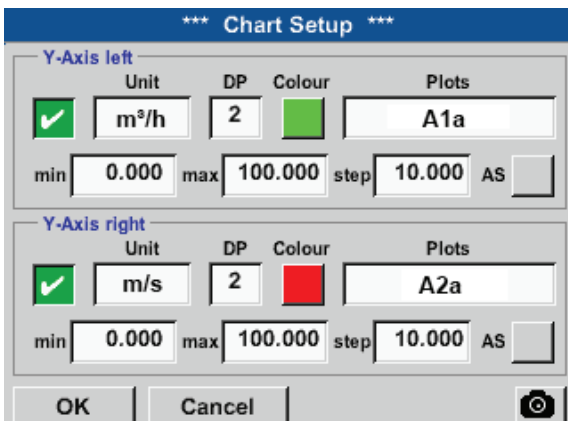 *** Chart Setup ***
Y-Axis left
Unit DP Colour Plots
m³/h 2 A1a
min 0.000 max 100.000 step 10.000 AS
Y-Axis right
Unit DP Colour Plots
m/s 2 A2a
min 0.000 max 100.000 step 10.000 AS
OK Cancel